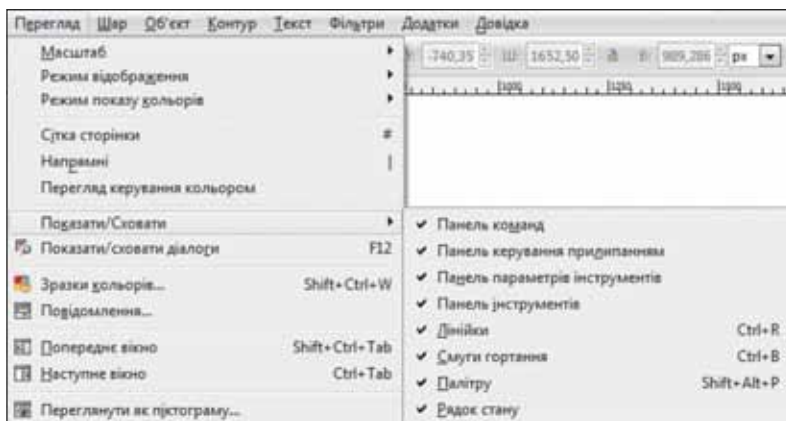 Перегляд Шар Об'єкт Контур Текст Фільтри Додатки Довідка
-740,35 Ш: 1652,50 В: 989,286 px
Масштаб
Режим відображення
Режим показу кольорів
1000 1250 1500
Сітка сторінки #
Напрямні |
Перегляд керування кольором
Показати/Сховати
Показати/сховати діалоги F12
Зразки кольорів... Shift+Ctrl+W
Повідомлення...
Попереднє вікно Shift+Ctrl+Tab
Наступне вікно Ctrl+Tab
Переглянути як піктограму...
Панель команд
Панель керування прилипанням
Панель параметрів інструментів
Панель інструментів
Лінійки Ctrl+R
Смуги гортання Ctrl+B
Палітру Shift+Alt+P
Рядок стану